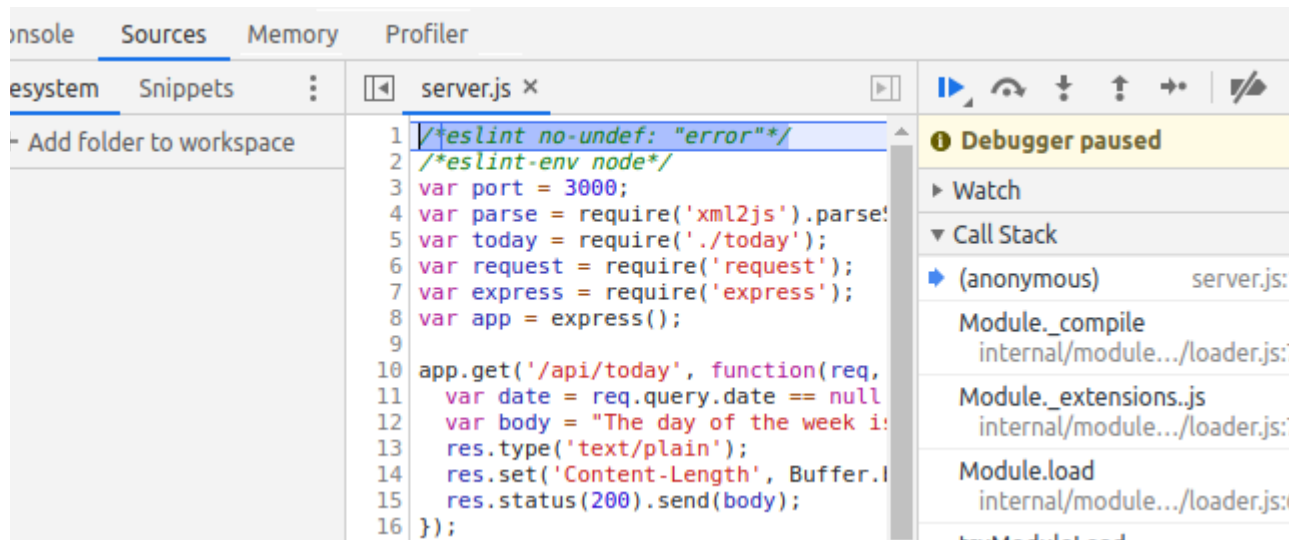 onsole Sources Memory Profiler
esystem Snippets
server.js ×
Add folder to workspace
1 /*eslint no-undef: "error"*/
2 /*eslint-env node*/
3 var port = 3000;
4 var parse = require('xml2js').parse
5 var today = require('./today');
6 var request = require('request');
7 var express = require('express');
8 var app = express();
9
10 app.get('/api/today', function(req,
11 var date = req.query.date == null
12 var body = "The day of the week i
13 res.type('text/plain');
14 res.set('Content-Length', Buffer.
15 res.status(200).send(body);
16 });
Debugger paused
Watch
Call Stack
(anonymous) server.js:
Module._compile
internal/module…/loader.js:
Module._extensions..js
internal/module…/loader.js:
Module.load
internal/module…/loader.js: